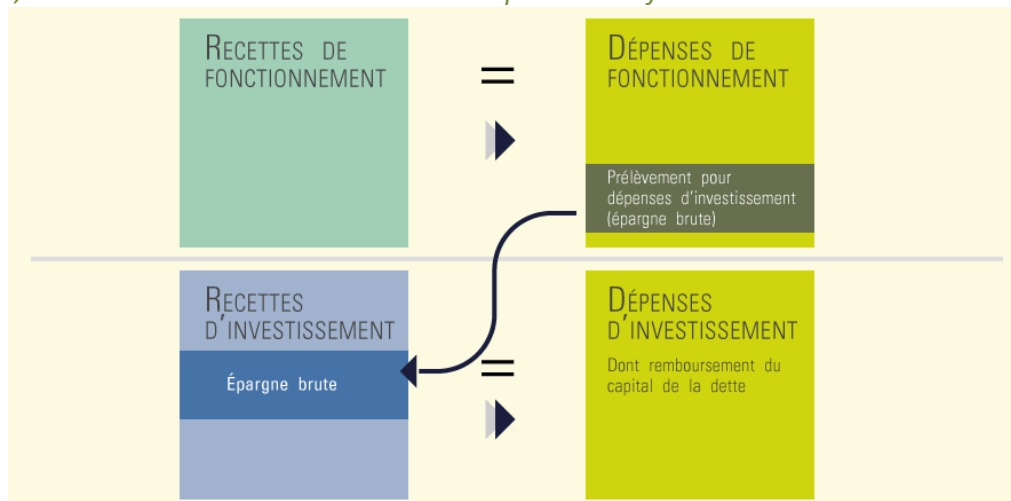 RECETTES DE
FONCTIONNEMENT
=
DÉPENSES DE
FONCTIONNEMENT
Prélèvement pour
dépenses d'investissement
(épargne brute)
RECETTES
D'INVESTISSEMENT
Épargne brute
=
DÉPENSES
D'INVESTISSEMENT
Dont remboursement du
capital de la dette